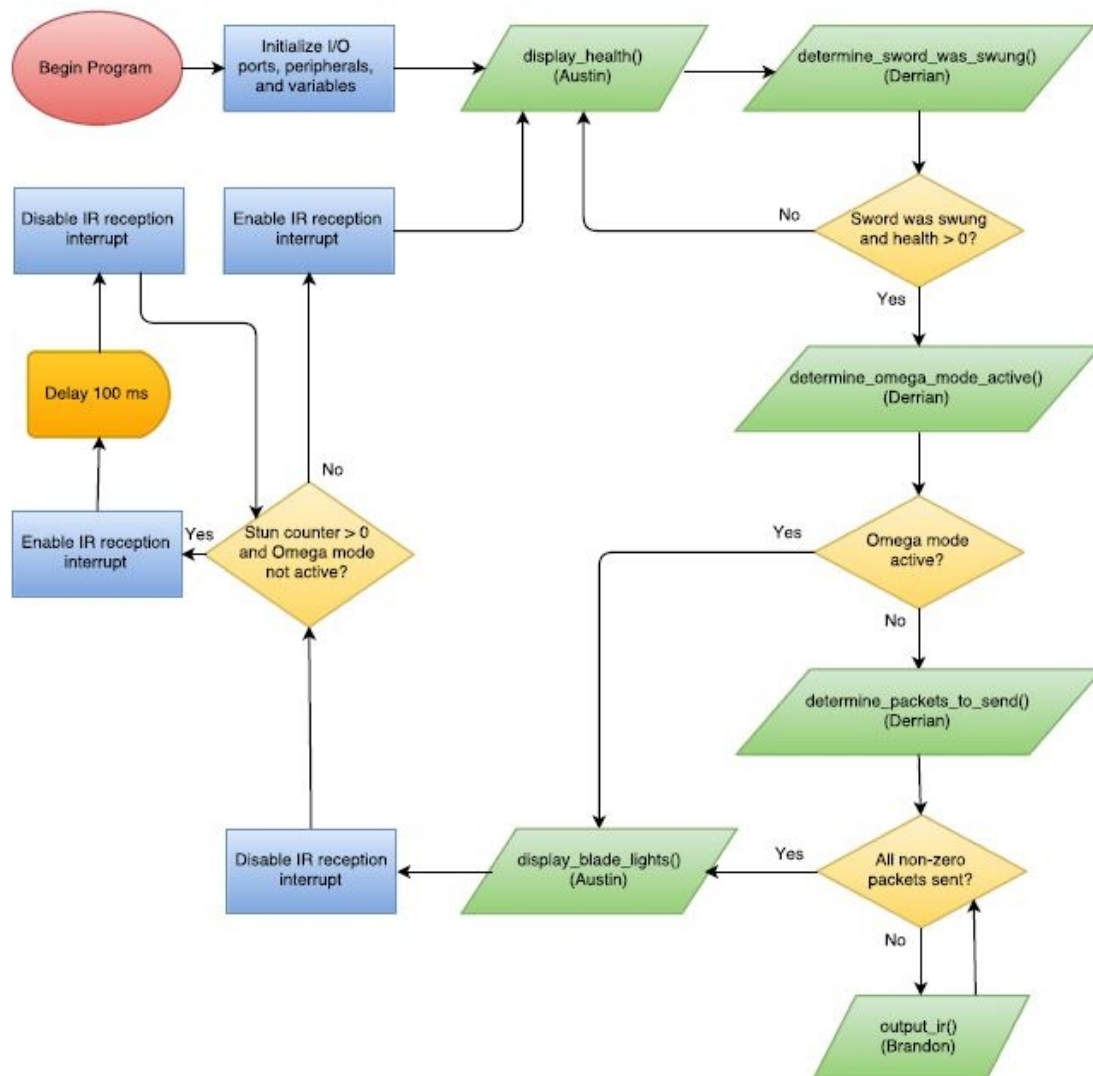 Begin Program
Initialize I/O
ports, peripherals,
and variables
display_health()
(Austin)
determine_sword_was_swung()
(Derrian)
Disable IR reception
interrupt
Enable IR reception
interrupt
No
Sword was swung
and health > 0?
Yes
determine_omega_mode_active()
(Derrian)
Delay 100 ms
No
Enable IR reception
interrupt
Yes
Stun counter > 0
and Omega mode
not active?
Yes
Omega mode
active?
No
determine_packets_to_send()
(Derrian)
Disable IR reception
interrupt
display_blade_lights()
(Austin)
Yes
All non-zero
packets sent?
No
output_ir()
(Brandon)